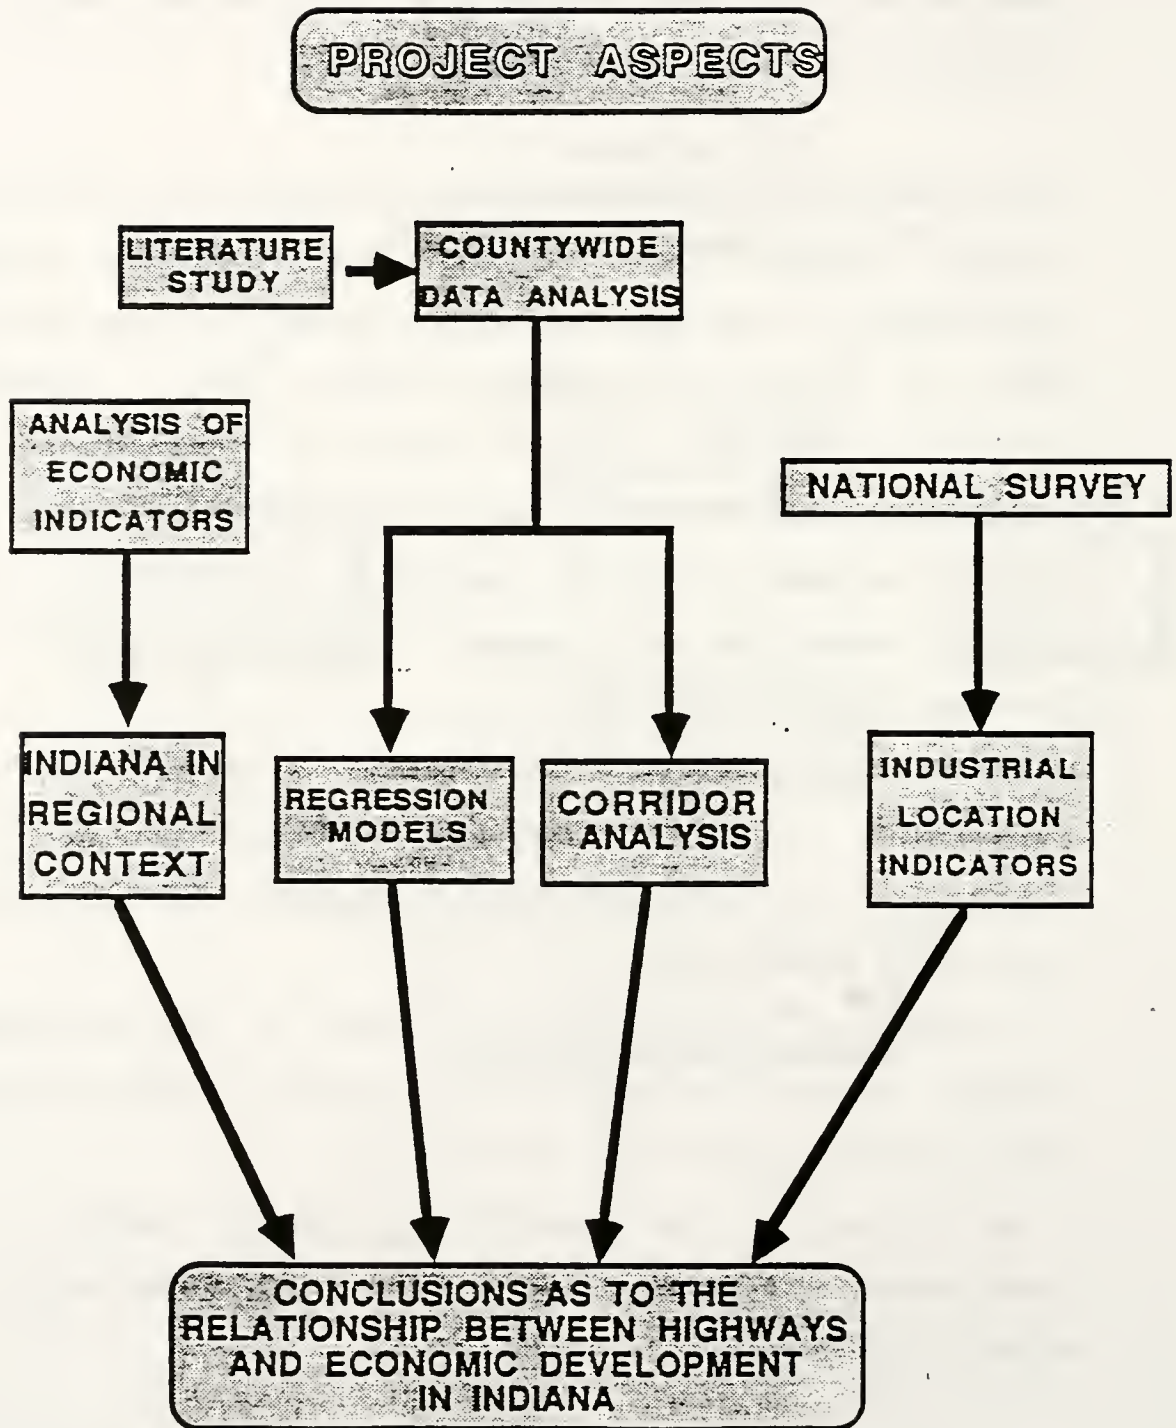 PROJECT ASPECTS
LITERATURE
STUDY
COUNTYWIDE
DATA ANALYSIS
ANALYSIS OF
ECONOMIC
INDICATORS
NATIONAL SURVEY
INDIANA IN
REGIONAL
CONTEXT
REGRESSION
MODELS
CORRIDOR
ANALYSIS
INDUSTRIAL
LOCATION
INDICATORS
CONCLUSIONS AS TO THE
RELATIONSHIP BETWEEN HIGHWAYS
AND ECONOMIC DEVELOPMENT
IN INDIANA